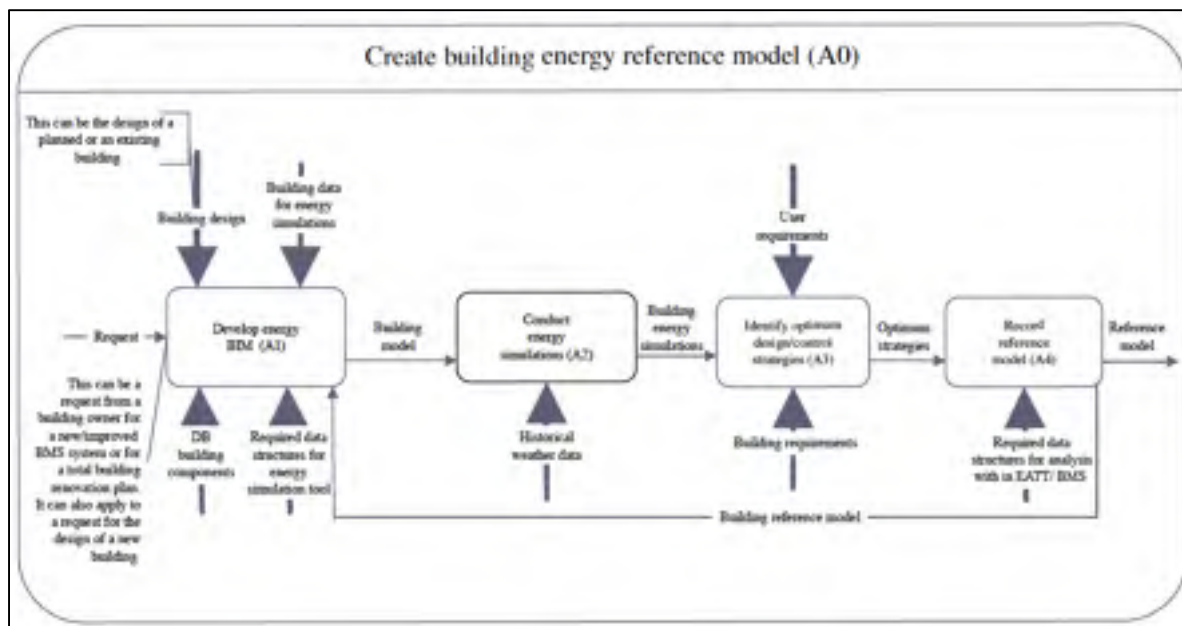 Create building energy reference model (A0)
This can be the design of a
planned or an existing
building
Building design
Building data
for energy
simulations
User
requirements
Request
Develop energy
BIM (A1)
Building
model
Conduct
energy
simulations (A2)
Building
energy
simulations
Identify optimum
design/control
strategies (A3)
Optimum
strategies
Record
reference
model (A4)
Reference
model
This can be a
request from a
building owner for
a new/improved
BMS system or for
a total building
renovation plan.
It can also apply to
a request for the
design of a new
building
DB
building
components
Required data
structures for
energy
simulation tool
Historical
weather data
Building requirements
Required data
structures for analysis
with in EATT/ BMS
Building reference model